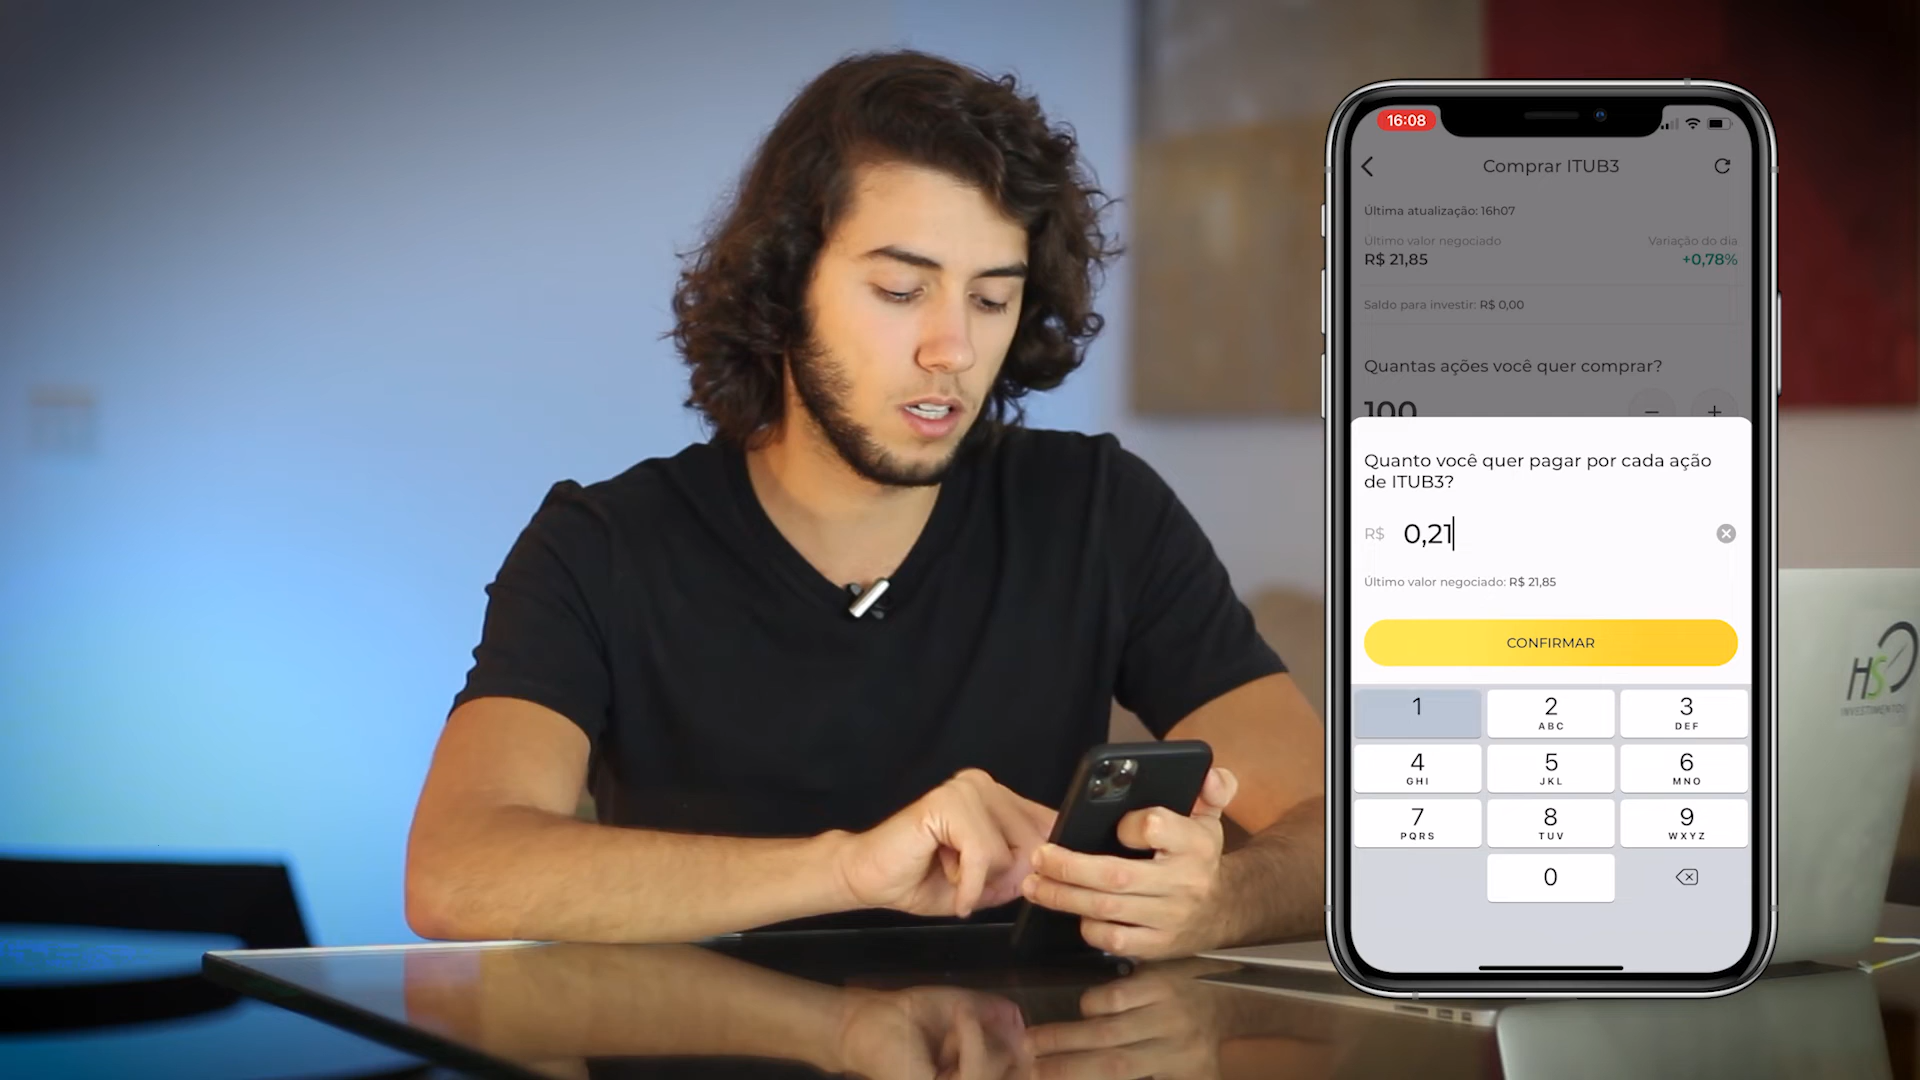 16:08
Comprar ITUB3
Última atualização: 16h07
Último valor negociado
Variação do dia
R$ 21,85
+0,78%
Saldo para investir: R$ 0,00
Quantas ações você quer comprar?
100
Quanto você quer pagar por cada ação
de ITUB3?
R$ 0,21
Último valor negociado: R$ 21,85
CONFIRMAR
1
2
3
ABC
DEF
4
5
6
GHI
JKL
MNO
7
8
9
PQRS
TUV
WXYZ
0
HS
INVESTIMENTOS